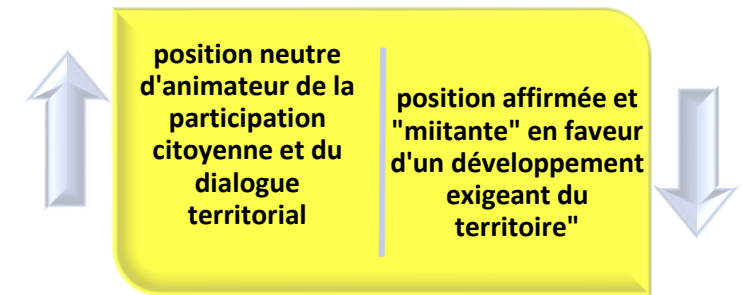 position neutre
d'animateur de la
participation
citoyenne et du
dialogue
territorial
position affirmée et
"miitante" en faveur
d'un développement
exigeant du
territoire"